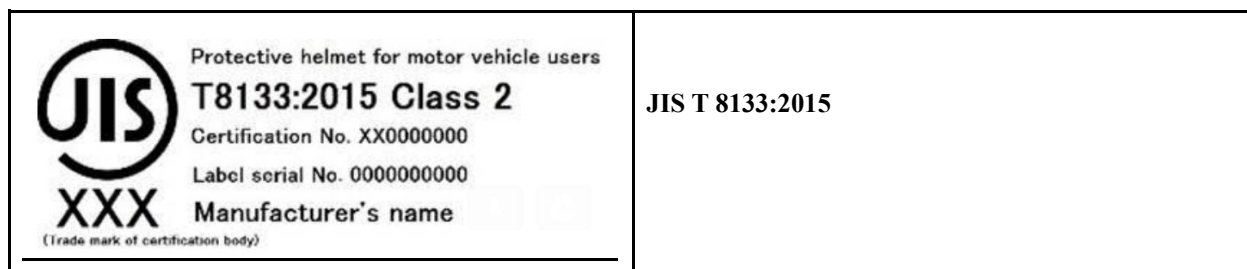 JIS
Protective helmet for motor vehicle users
T8133:2015 Class 2
Certification No. XX0000000
Label serial No. 0000000000
XXX
Manufacturer's name
(Trade mark of certification body)
JIS T 8133:2015